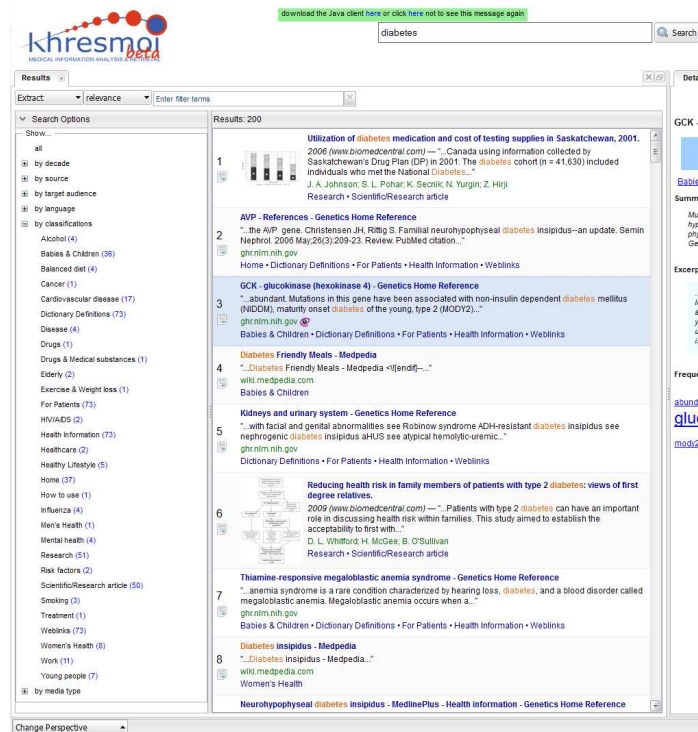 download the Java client here or click here not to see this message again
khresmoi
beta
MEDICAL INFORMATION ANALYSIS & RETRIEVAL
diabetes
Search
Results
Deta
Extract
relevance
Enter filter terms
Search Options
Show...
all
by decade
by source
by target audience
by language
by classifications
Alcohol (4)
Babies & Children (36)
Balanced diet (4)
Cancer (1)
Cardiovascular disease (17)
Dictionary Definitions (73)
Disease (4)
Drugs (1)
Drugs & Medical substances (1)
Elderly (2)
Exercise & Weight loss (1)
For Patients (73)
HIV/AIDS (2)
Health Information (73)
Healthcare (2)
Healthy Lifestyle (5)
Home (37)
How to use (1)
Influenza (4)
Men's Health (1)
Mental health (4)
Research (51)
Risk factors (2)
Scientific/Research article (50)
Smoking (3)
Treatment (1)
Weblinks (73)
Women's Health (8)
Work (11)
Young people (7)
by media type
Results: 200
1
Utilization of diabetes medication and cost of testing supplies in Saskatchewan, 2001.
2006 (www.biomedcentral.com) — "...Canada using information collected by
Saskatchewan's Drug Plan (DP) in 2001. The diabetes cohort (n = 41,630) included
individuals who met the National Diabetes..."
J. A. Johnson; S. L. Pohar; K. Secnik; N. Yurgin; Z. Hirji
Research • Scientific/Research article
2
AVP - References - Genetics Home Reference
"...the AVP gene. Christensen JH, Rittig S. Familial neurohypophyseal diabetes insipidus--an update. Semin
Nephrol. 2006 May;26(3):209-23. Review. PubMed citation..."
ghr.nlm.nih.gov
Home • Dictionary Definitions • For Patients • Health Information • Weblinks
3
GCK - glucokinase (hexokinase 4) - Genetics Home Reference
"...abundant. Mutations in this gene have been associated with non-insulin dependent diabetes mellitus
(NIDDM), maturity onset diabetes of the young, type 2 (MODY2)..."
ghr.nlm.nih.gov
Babies & Children • Dictionary Definitions • For Patients • Health Information • Weblinks
4
Diabetes Friendly Meals - Medpedia
"...Diabetes Friendly Meals - Medpedia <\![endif]--..."
wiki.medpedia.com
Babies & Children
5
Kidneys and urinary system - Genetics Home Reference
"...with facial and genital abnormalities see Robinow syndrome ADH-resistant diabetes insipidus see
nephrogenic diabetes insipidus aHUS see atypical hemolytic-uremic..."
ghr.nlm.nih.gov
Dictionary Definitions • For Patients • Health Information • Weblinks
6
Reducing health risk in family members of patients with type 2 diabetes: views of first
degree relatives.
2009 (www.biomedcentral.com) — "...Patients with type 2 diabetes can have an important
role in discussing health risk within families. This study aimed to establish the
acceptability to first with..."
D. L. Whitford; H. McGee; B. O'Sullivan
Research • Scientific/Research article
7
Thiamine-responsive megaloblastic anemia syndrome - Genetics Home Reference
"...anemia syndrome is a rare condition characterized by hearing loss, diabetes, and a blood disorder called
megaloblastic anemia. Megaloblastic anemia occurs when a..."
ghr.nlm.nih.gov
Babies & Children • Dictionary Definitions • For Patients • Health Information • Weblinks
8
Diabetes insipidus - Medpedia
"...Diabetes insipidus - Medpedia..."
wiki.medpedia.com
Women's Health
Neurohypophyseal diabetes insipidus - MedlinePlus - Health information - Genetics Home Reference
GCK -
Babie
Summ
Mu
hyp
phy
Ge
Excerp
Freque
abund
glu
mody2
Change Perspective